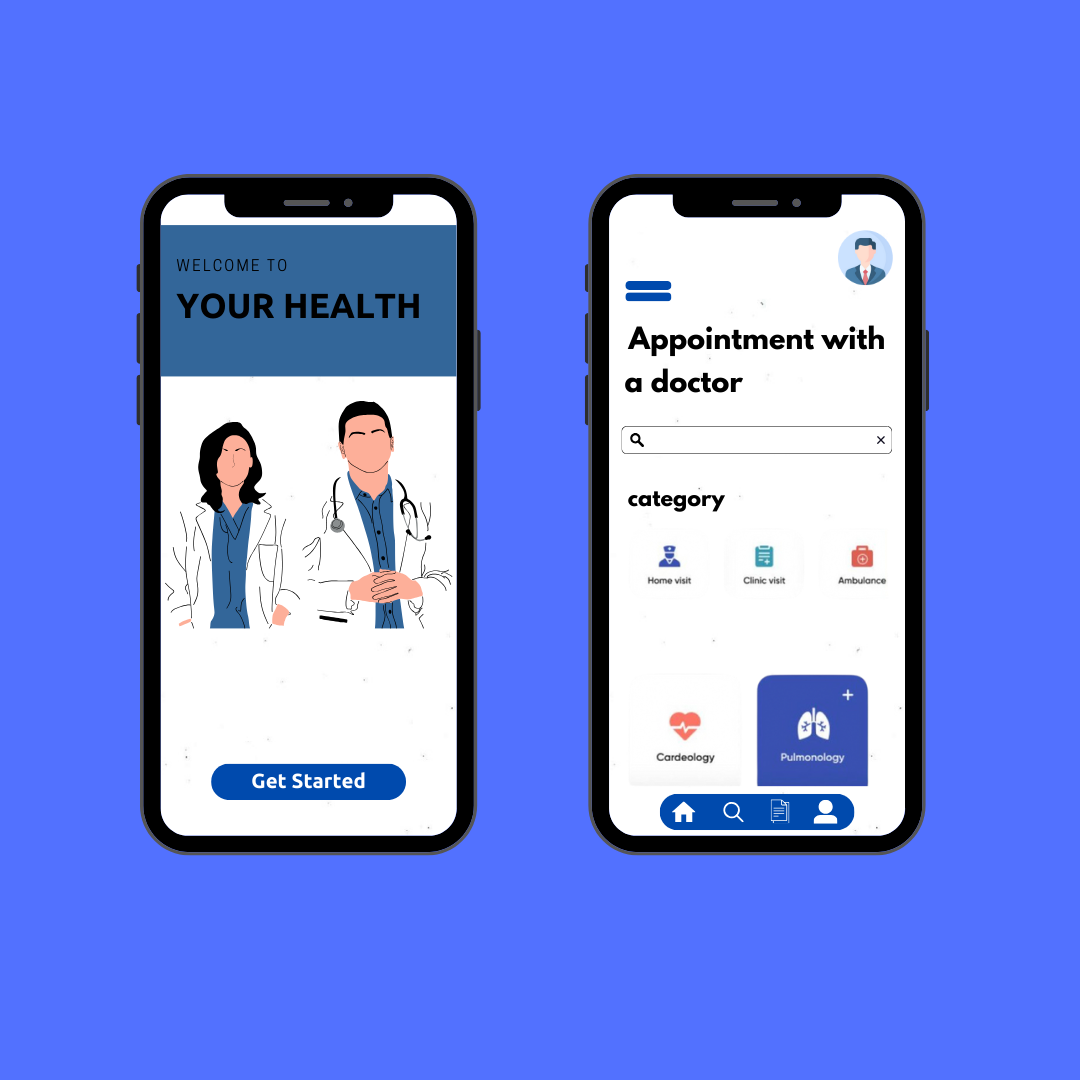 WELCOME TO
YOUR HEALTH
Get Started
Appointment with
a doctor
category
Home visit
Clinic visit
Ambulance
Cardeology
Pulmonology